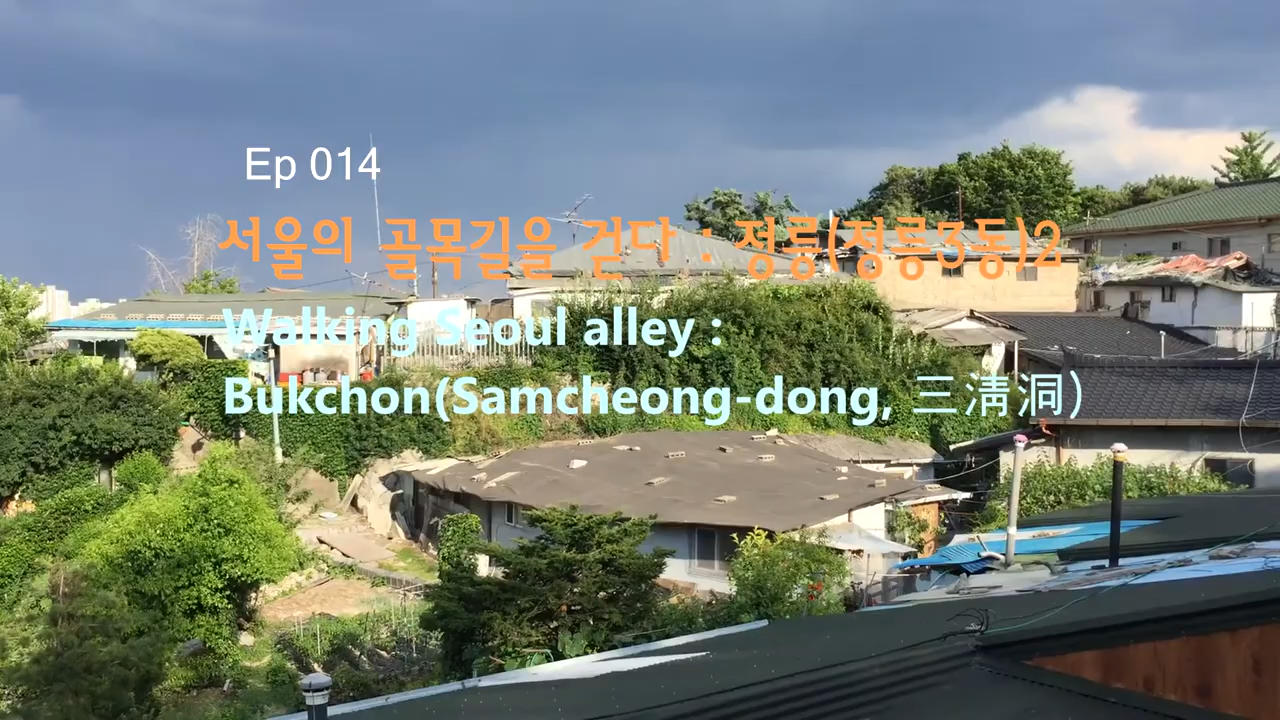 Ep 014
서울의 골목길을 걷다 : 정릉(정릉3동)2
Walking Seoul alley :
Bukchon(Samcheong-dong, 三淸洞)